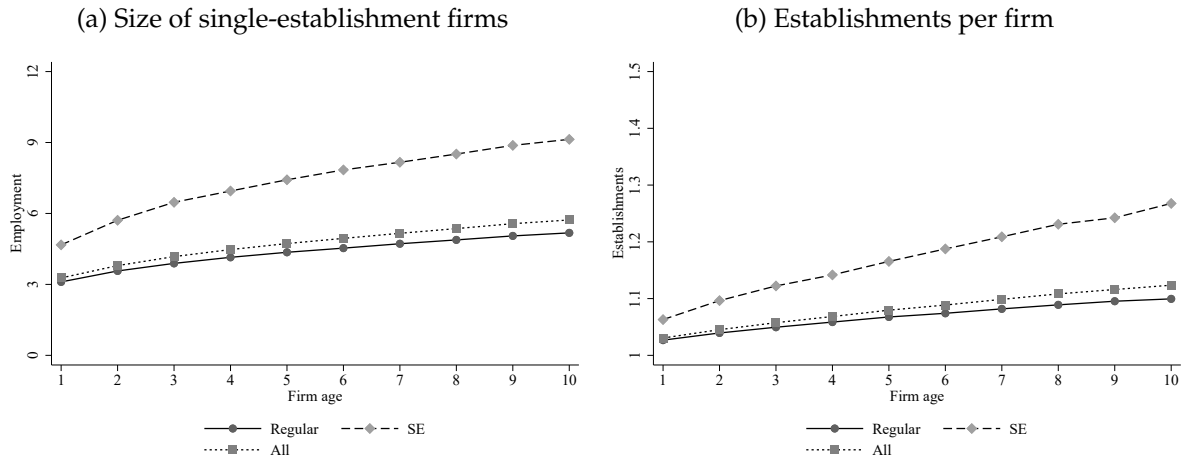 (a) Size of single-establishment firms
Employment
12
9
6
3
0
1 2 3 4 5 6 7 8 9 10
Firm age
Regular SE
All
(b) Establishments per firm
Establishments
1.5
1.4
1.3
1.2
1.1
1
1 2 3 4 5 6 7 8 9 10
Firm age
Regular SE
All